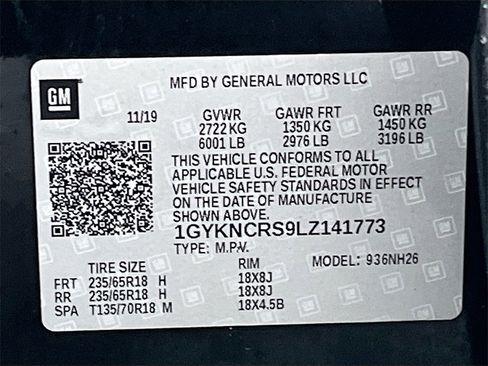 GM
MFD BY GENERAL MOTORS LLC
11/19 GVWR GAWR FRT GAWR RR
2722 KG 1350 KG 1450 KG
6001 LB 2976 LB 3196 LB
THIS VEHICLE CONFORMS TO ALL
APPLICABLE U.S. FEDERAL MOTOR
VEHICLE SAFETY STANDARDS IN EFFECT
ON THE DATE OF MANUFACTURE
SHOWN ABOVE.
1GYKNCRS9LZ141773
TYPE: M.P.V. MODEL: 936NH26
TIRE SIZE RIM
FRT 235/65R18 H 18X8J
RR 235/65R18 H 18X8J
SPA T135/70R18 M 18X4.5B